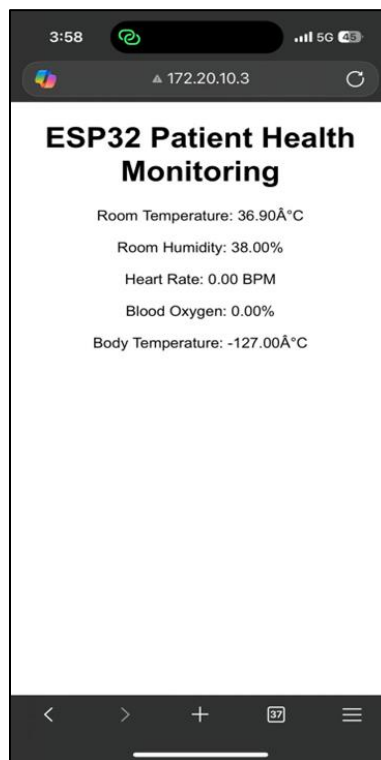 3:58
5G 45
172.20.10.3
ESP32 Patient Health
Monitoring
Room Temperature: 36.90Â°C
Room Humidity: 38.00%
Heart Rate: 0.00 BPM
Blood Oxygen: 0.00%
Body Temperature: -127.00Â°C
37